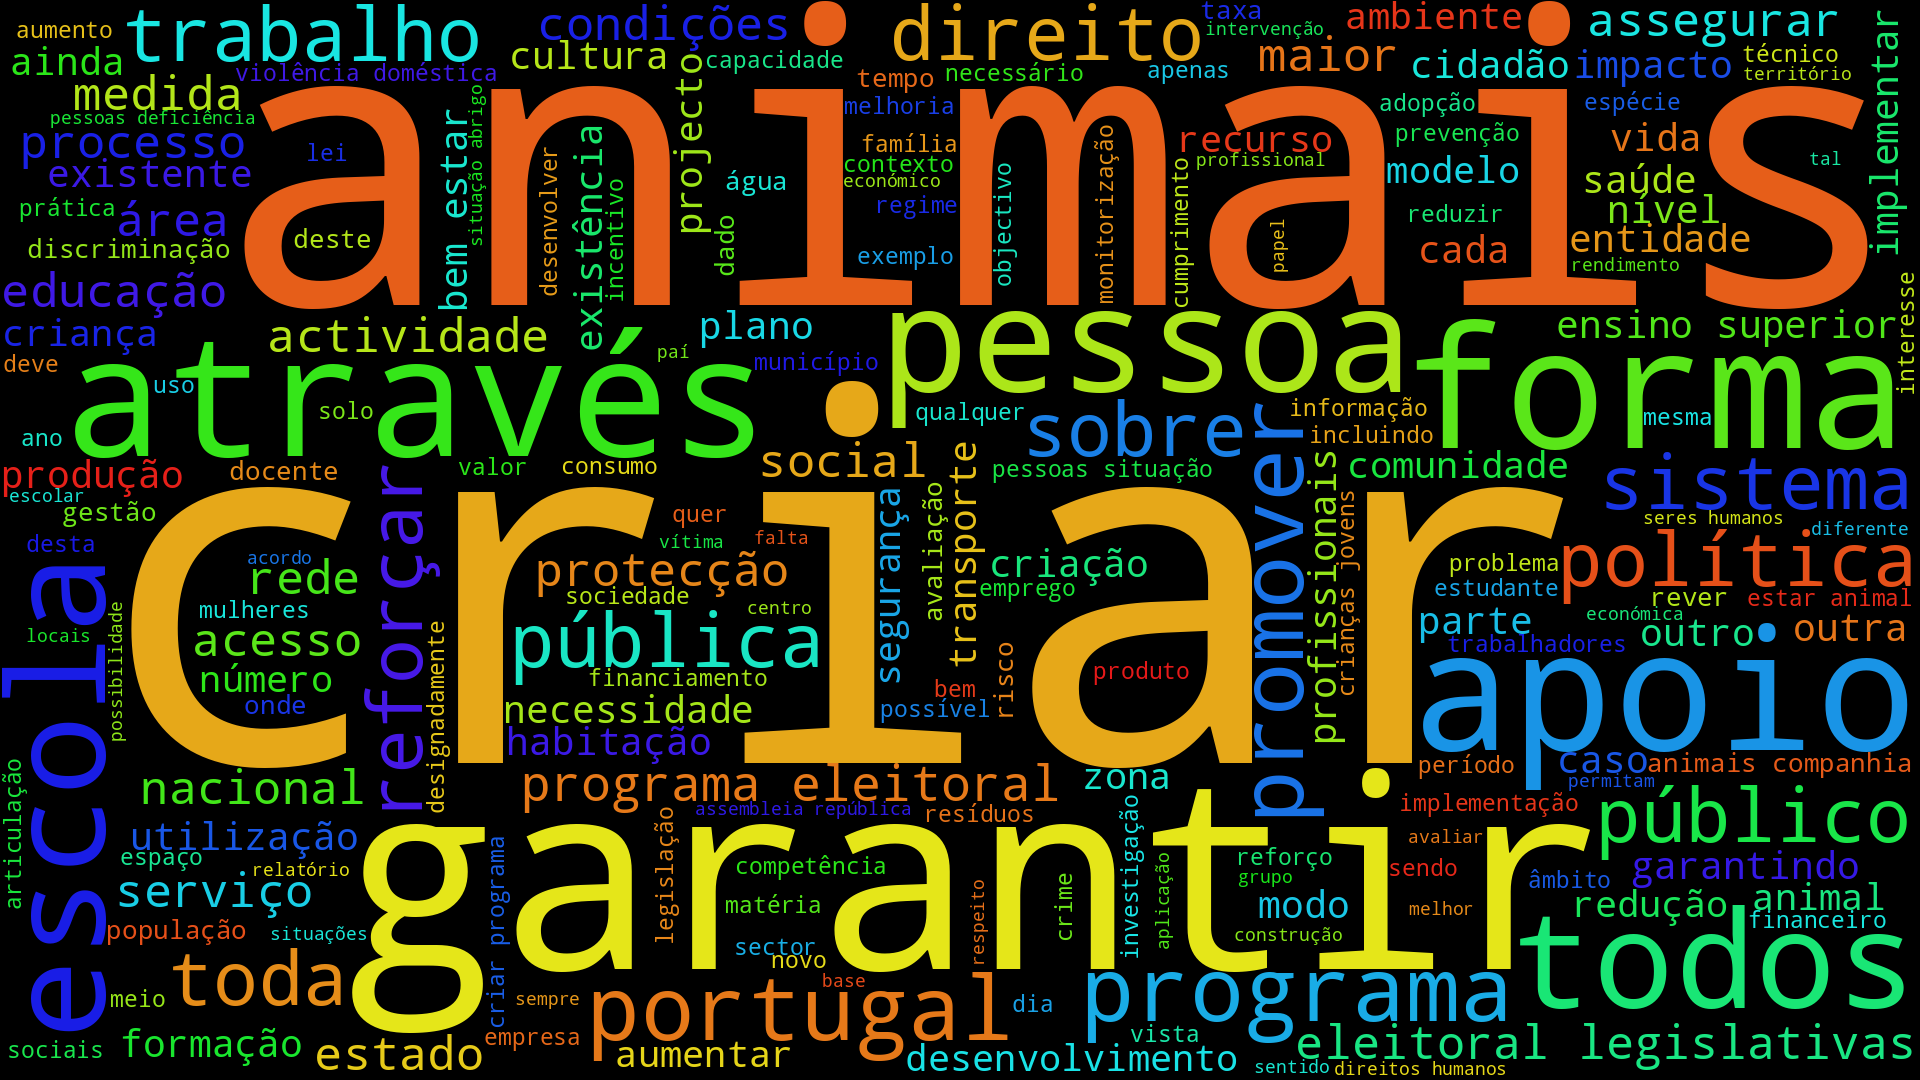 aumento
trabalho
condições
direito
taxa
intervenção
ambiente
assegurar
ainda
violência doméstica
cultura
capacidade
tempo
necessário
apenas
maior
cidadão
impacto
técnico
território
medida
pessoas deficiência
animais
melhoria
adopção
espécie
implementar
processo
lei
bem estar
situação abrigo
projecto
família
recurso
prevenção
vida
tal
existente
desenvolver
existência
incentivo
água
contexto
económico
profissional
modelo
saúde
prática
área
regime
objectivo
monitorização
cumprimento
reduzir
nível
discriminação
deste
dado
exemplo
papel
cada
entidade
rendimento
educação
criança
actividade
plano
pessoa
ensino superior
interesse
deve
através
paí
município
forma
uso
solo
qualquer
sobre
informação
incluindo
mesma
ano
produção
docente
valor
consumo
social
pessoas situação
comunidade
sistema
escolar
gestão
reforçar
quer
segurança
avaliação
transporte
promover
profissionais
crianças jovens
seres humanos
diferente
desta
acordo
rede
vítima
falta
protecção
criação
problema
política
criar
mulheres
sociedade
centro
emprego
estudante
rever
estar animal
locais
possibilidade
acesso
pública
parte
económica
trabalhadores
outro
outra
escola
número
designadamente
financiamento
bem
risco
produto
apoio
onde
necessidade
possível
habitação
nacional
programa eleitoral
zona
período
caso
animais companhia
permitam
articulação
utilização
assembleia república
resíduos
implementação
público
espaço
relatório
criar programa
legislação
competência
investigação
reforço
avaliar
garantindo
serviço
garantir
matéria
respeito
crime
aplicação
grupo
sendo
âmbito
modo
melhor
redução
animal
população
situações
sector
construção
financeiro
novo
toda
base
todos
meio
sempre
portugal
dia
programa
sociais
formação
estado
empresa
aumentar
desenvolvimento
vista
sentido
eleitoral legislativas
direitos humanos